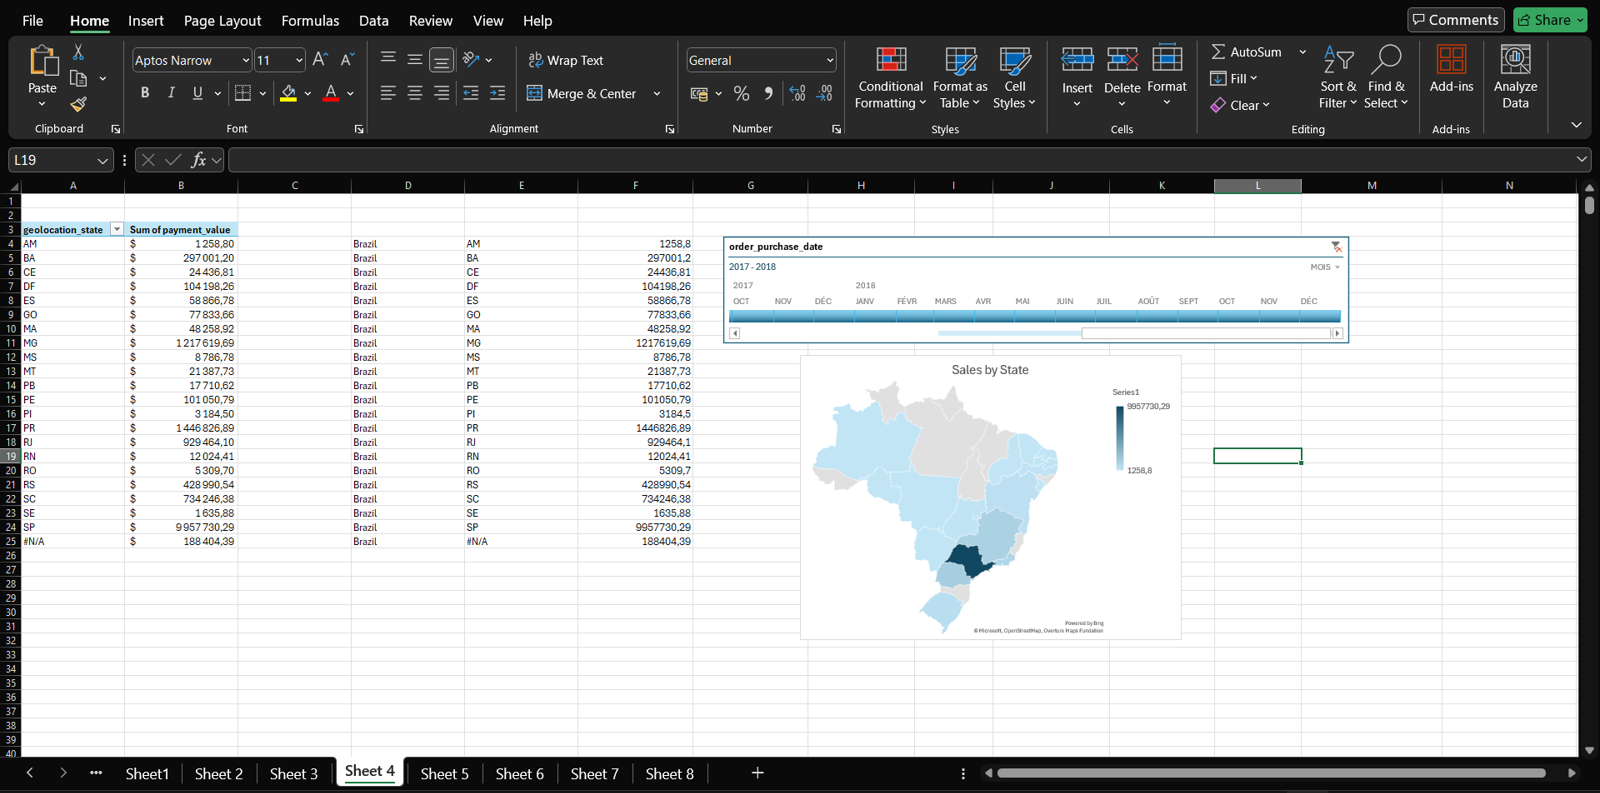 File Home Insert Page Layout Formulas Data Review View Help Comments Share
Paste
Clipboard
Aptos Narrow 11
B I U A
Font
Wrap Text
Merge & Center
Alignment
General
%
Number
Conditional Formatting
Format as Table
Cell Styles
Styles
Insert Delete Format
Cells
AutoSum
Fill
Clear
Sort & Filter
Find & Select
Editing
Add-ins
Add-ins
Analyze Data
L19 fx
A B C D E F G H I J K L M N
1
2
3 geolocation_state Sum of payment_value
4 AM $ 1 258,80 Brazil AM 1258,8
5 BA $ 297 001,20 Brazil BA 297001,2
6 CE $ 24 436,81 Brazil CE 24436,81
7 DF $ 104 198,26 Brazil DF 104198,26
8 ES $ 58 866,78 Brazil ES 58866,78
9 GO $ 77 833,66 Brazil GO 77833,66
10 MA $ 48 258,92 Brazil MA 48258,92
11 MG $ 1 217 619,69 Brazil MG 1217619,69
12 MS $ 8 786,78 Brazil MS 8786,78
13 MT $ 21 387,73 Brazil MT 21387,73
14 PB $ 17 710,62 Brazil PB 17710,62
15 PE $ 101 050,79 Brazil PE 101050,79
16 PI $ 3 184,50 Brazil PI 3184,5
17 PR $ 1 446 826,89 Brazil PR 1446826,89
18 RJ $ 929 464,10 Brazil RJ 929464,1
19 RN $ 12 024,41 Brazil RN 12024,41
20 RO $ 5 309,70 Brazil RO 5309,7
21 RS $ 428 990,54 Brazil RS 428990,54
22 SC $ 734 246,38 Brazil SC 734246,38
23 SE $ 1 635,88 Brazil SE 1635,88
24 SP $ 9 957 730,29 Brazil SP 9957730,29
25 #N/A $ 188 404,39 Brazil #N/A 188404,39
26
27
28
29
30
31
32
33
34
35
36
37
38
39
40
order_purchase_date
2017 - 2018 MOIS
2017 2018
OCT NOV DÉC JANV FÉVR MARS AVR MAI JUIN JUIL AOÛT SEPT OCT NOV DÉC
Sales by State
Series1
9957730,29
1258,8
Powered by Bing
© Microsoft, OpenStreetMap, Overture Maps Fundation
Sheet1 Sheet 2 Sheet 3 Sheet 4 Sheet 5 Sheet 6 Sheet 7 Sheet 8 +